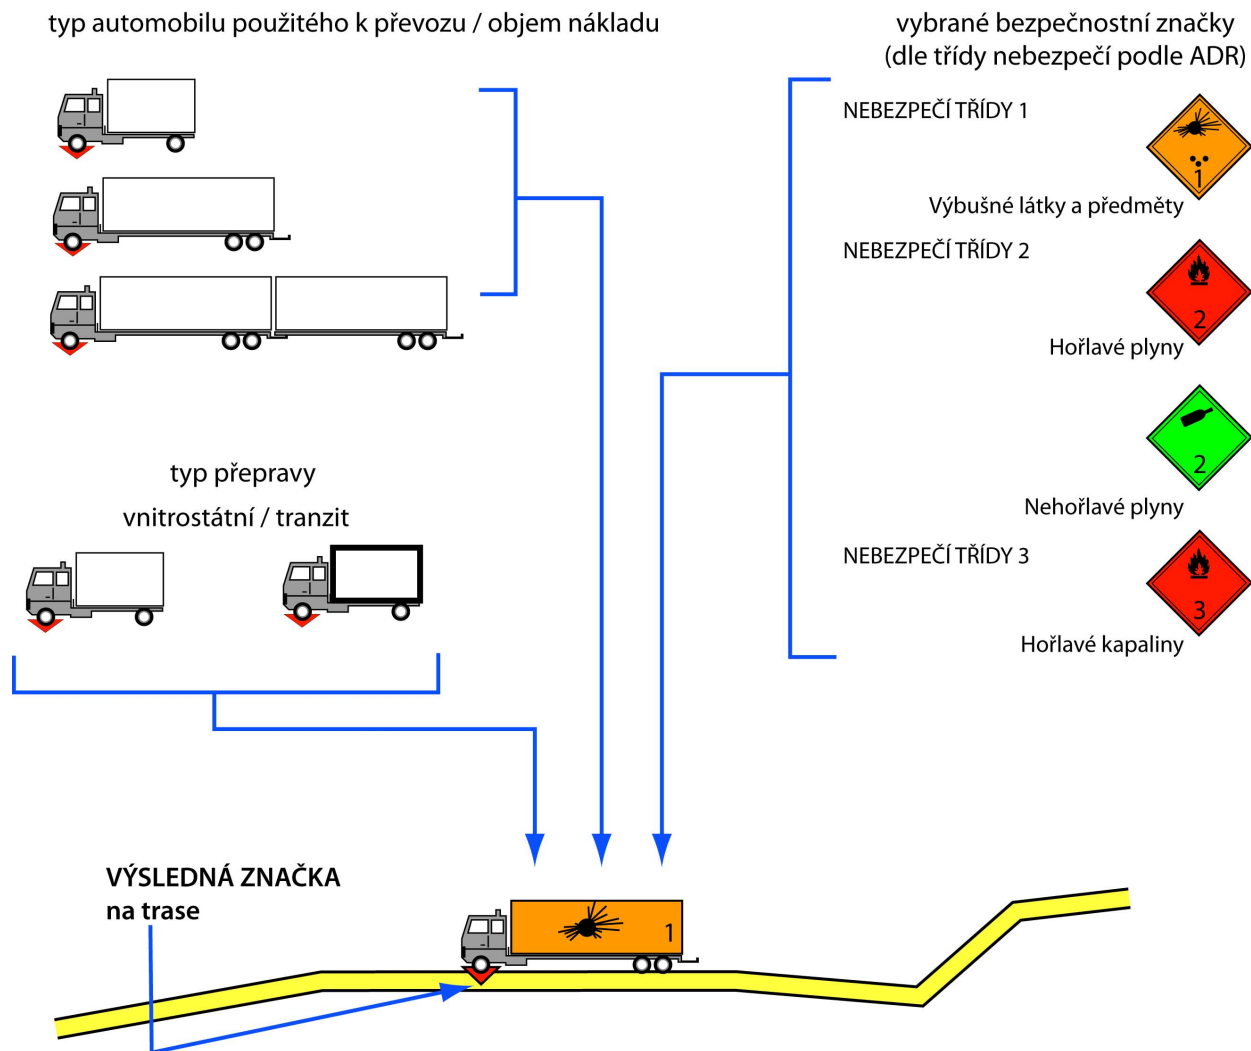 typ automobilu použitého k převozu / objem nákladu
vybrané bezpečnostní značky
(dle třídy nebezpečí podle ADR)
NEBEZPEČÍ TŘÍDY 1
1
Výbušné látky a předměty
NEBEZPEČÍ TŘÍDY 2
2
Hořlavé plyny
2
Nehořlavé plyny
NEBEZPEČÍ TŘÍDY 3
3
Hořlavé kapaliny
typ přepravy
vnitrostátní / tranzit
VÝSLEDNÁ ZNAČKA
na trase
1